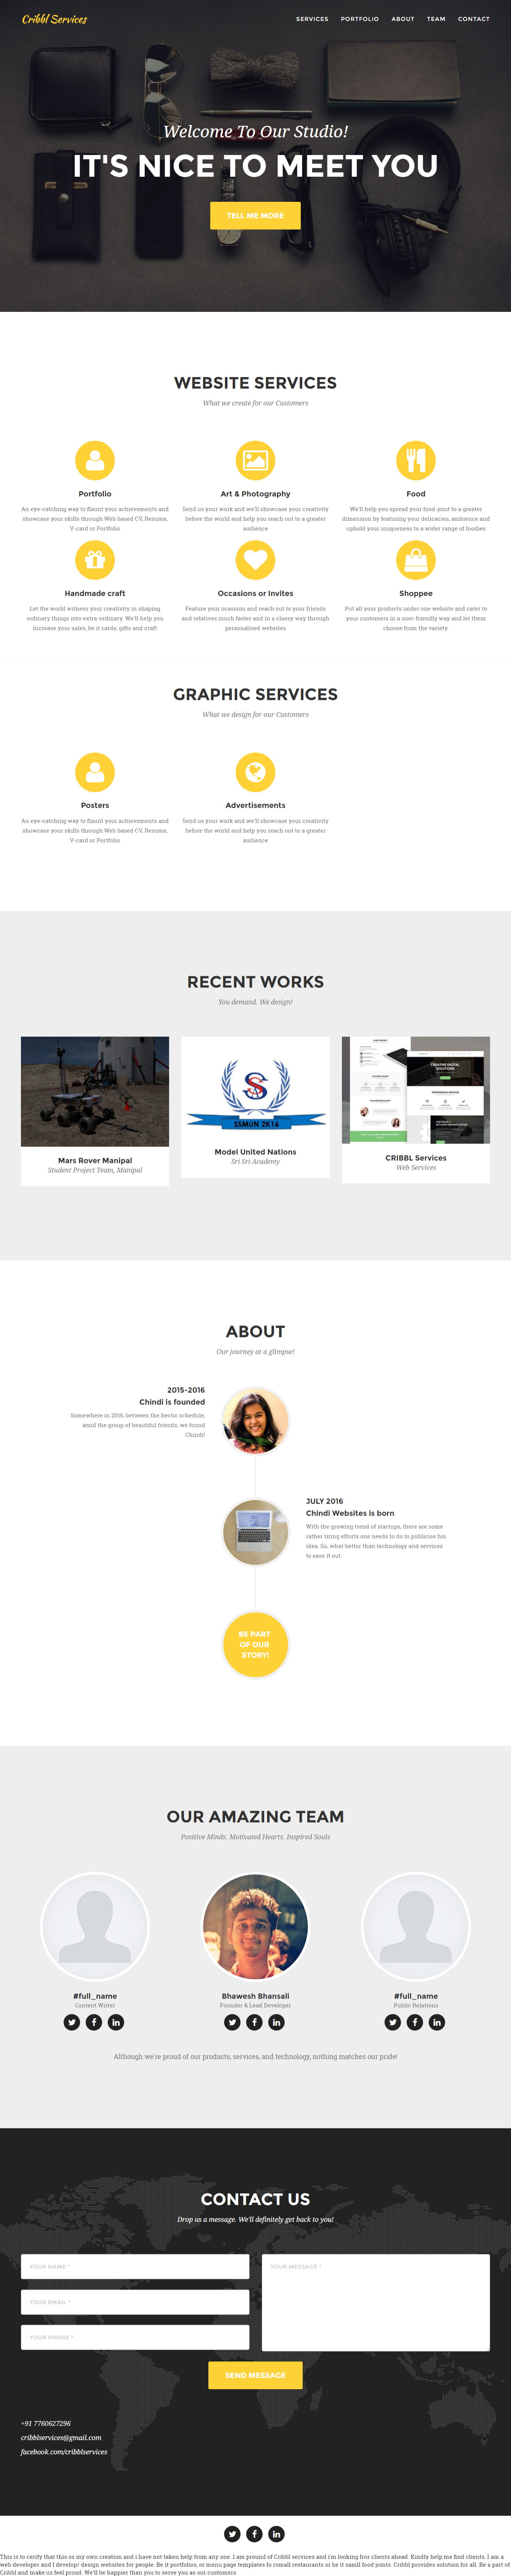 Cribbl Services
SERVICES PORTFOLIO ABOUT TEAM CONTACT
Welcome To Our Studio!
IT'S NICE TO MEET YOU
TELL ME MORE
WEBSITE SERVICES
What we create for our Customers
Portfolio
An eye-catching way to flaunt your achievements and
showcase your skills through Web based CV, Resume,
V-card or Portfolio
Art & Photography
Send us your work and we'll showcase your creativity
before the world and help you reach out to a greater
audience
Food
We'll help you spread your food-joint to a greater
dimension by featuring your delicacies, ambience and
uphold your uniqueness to a wider range of foodies
Handmade craft
Let the world witness your creativity in shaping
ordinary things into extra-ordinary. We'll help you
increase your sales, be it cards, gifts and craft
Occasions or Invites
Feature your ocassion and reach out to your friends
and relatives much faster and in a classy way through
personalised websites
Shoppee
Put all your products under one website and cater to
your customers in a user-friendly way and let them
choose from the variety.
GRAPHIC SERVICES
What we design for our Customers
Posters
An eye-catching way to flaunt your achievements and
showcase your skills through Web based CV, Resume,
V-card or Portfolio
Advertisements
Send us your work and we'll showcase your creativity
before the world and help you reach out to a greater
audience
RECENT WORKS
You demand. We design!
Mars Rover Manipal
Student Project Team, Manipal
SSMUN 2K16
Model United Nations
Sri Sri Academy
CRIBBL Services
Web Services
ABOUT
Our journey at a glimpse!
2015-2016
Chindi is founded
Somewhere in 2016, between the hectic schedule,
amid the group of beautiful friends, we found
Chindi!
JULY 2016
Chindi Websites is born
With the growing trend of startups, there are some
rather tiring efforts one needs to do to publicise his
idea. So, what better than technology and services
to ease it out
BE PART
OF OUR
STORY!
OUR AMAZING TEAM
Positive Minds. Motivated Hearts. Inspired Souls
#full_name
Content Writer
Bhawesh Bhansali
Founder & Lead Developer
#full_name
Public Relations
Although we're proud of our products, services, and technology, nothing matches our pride!
CONTACT US
Drop us a message. We'll definitely get back to you!
YOUR NAME *
YOUR EMAIL *
YOUR PHONE *
YOUR MESSAGE *
SEND MESSAGE
+91 7760627296
cribblservices@gmail.com
facebook.com/cribblservices
This is to cerify that this os my own creation and i have not taken help from any one. I am pround of Cribbl services and i'm looking fror clients ahead. Kindly help me find clients. I am a
web developer and I develop/ design websites for people. Be it portfolios, or menu page templates fo rsmall restaurants or be it samll food joints. Cribbl provides solution for all. Be a part of
Cribbl and make us feel proud. We'll be happier than you to serve you as our customers